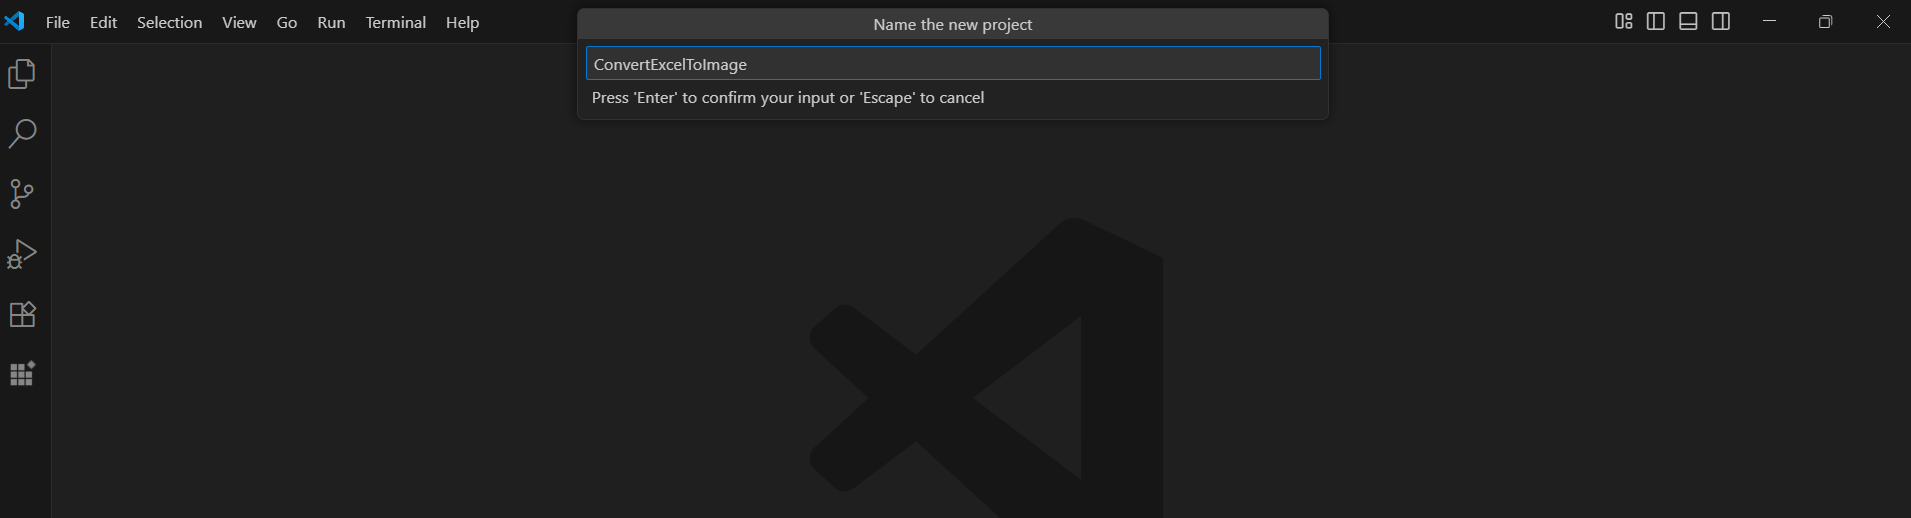 File Edit Selection View Go Run Terminal Help
Name the new project
ConvertExcelToImage
Press 'Enter' to confirm your input or 'Escape' to cancel